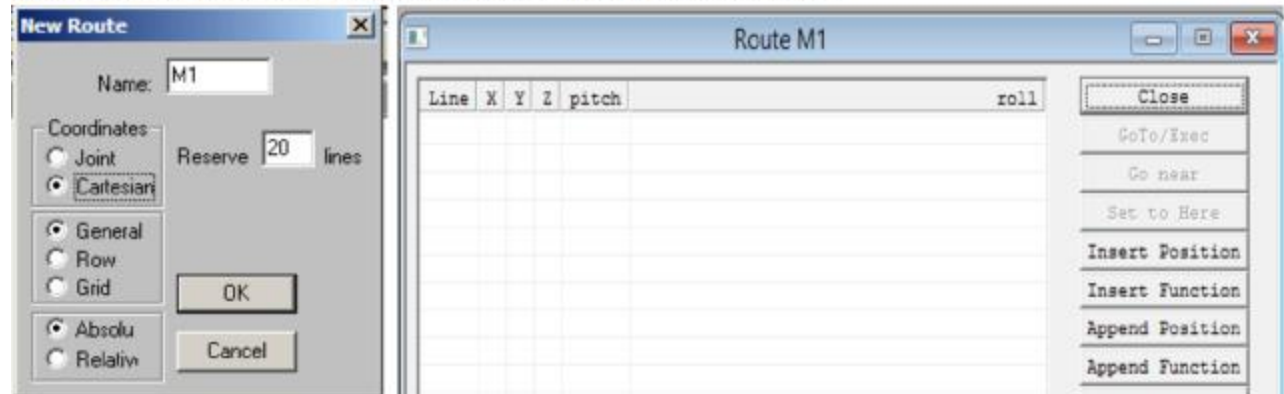 New Route
Name: M1
Coordinates
Joint
Cartesian
Reserve 20 lines
General
Row
Grid
OK
Absolu
Relativ
Cancel
Route M1
Line X Y Z pitch roll
Close
GoTo/Exec
Go near
Set to Here
Insert Position
Insert Function
Append Position
Append Function